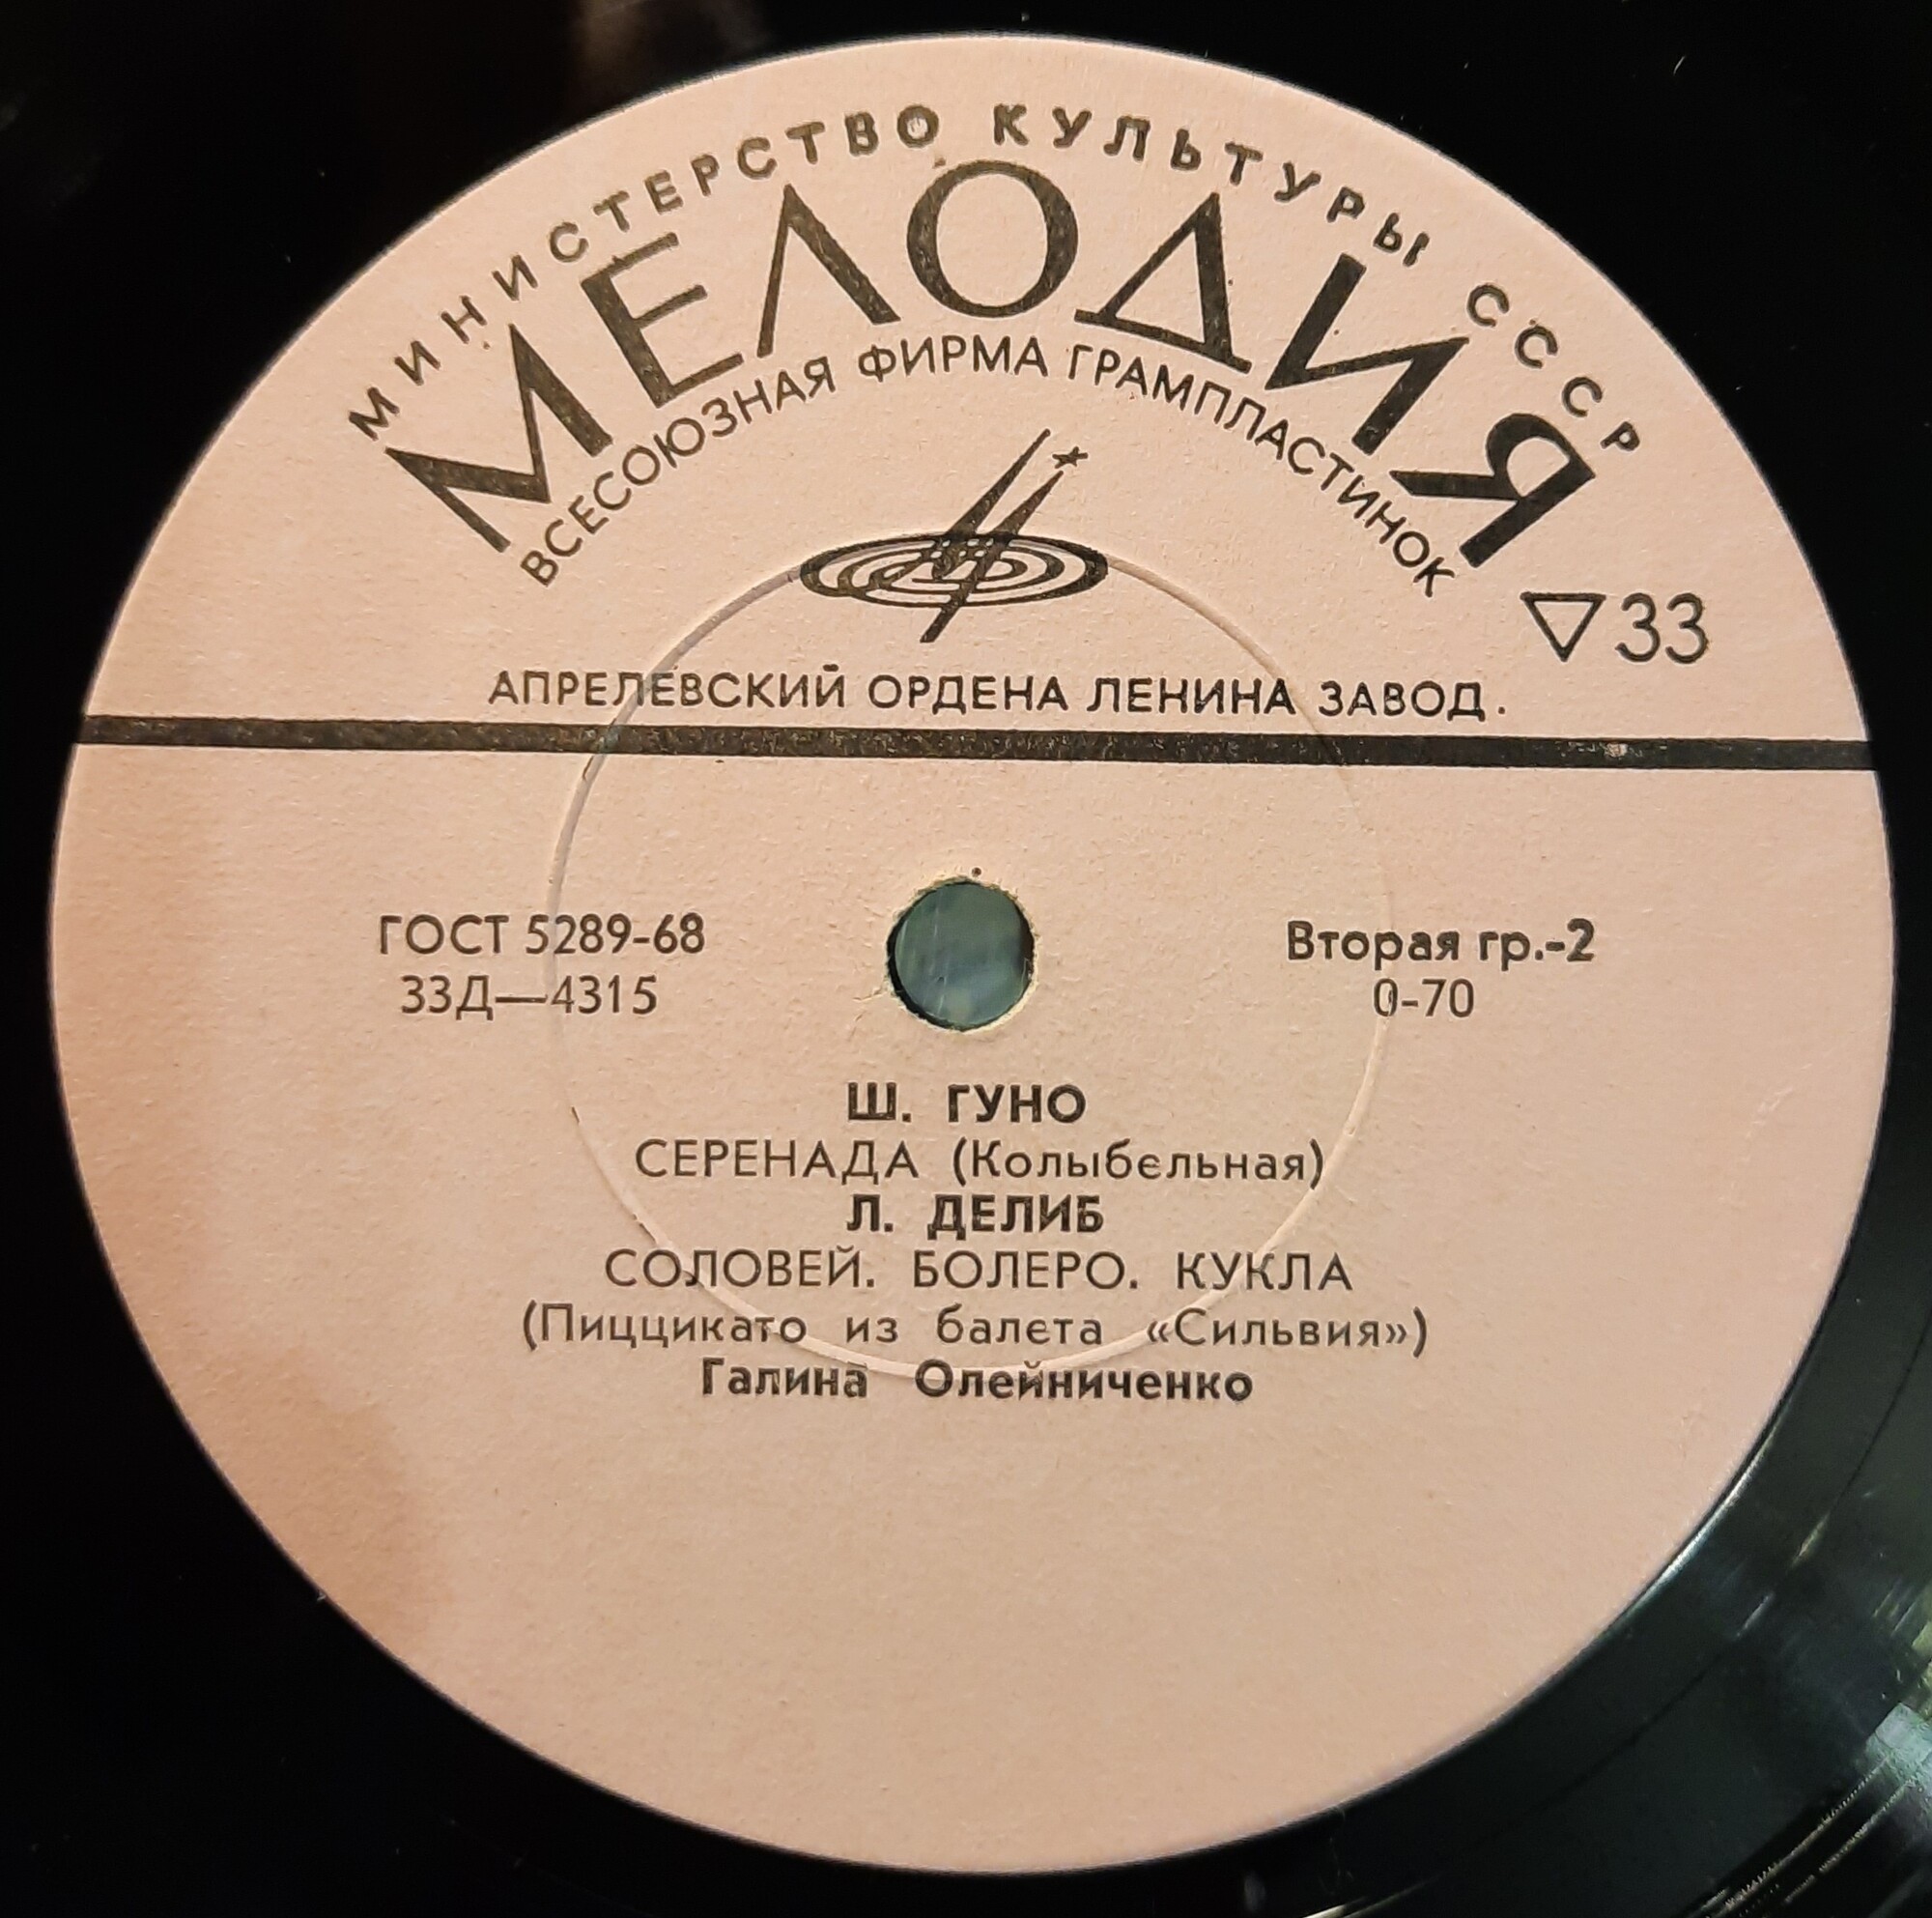 МИНИСТЕРСТВО КУЛЬТУРЫ СССР
МЕЛОДИЯ
ВСЕСОЮЗНАЯ ФИРМА ГРАМПЛАСТИНОК
33
АПРЕЛЕВСКИЙ ОРДЕНА ЛЕНИНА ЗАВОД.
ГОСТ 5289-68
33Д—4315
Вторая гр.-2
0-70
Ш. ГУНО
СЕРЕНАДА (Колыбельная)
Л. ДЕЛИБ
СОЛОВЕЙ. БОЛЕРО. КУКЛА
(Пиццикато из балета «Сильвия»)
Галина Олейниченко